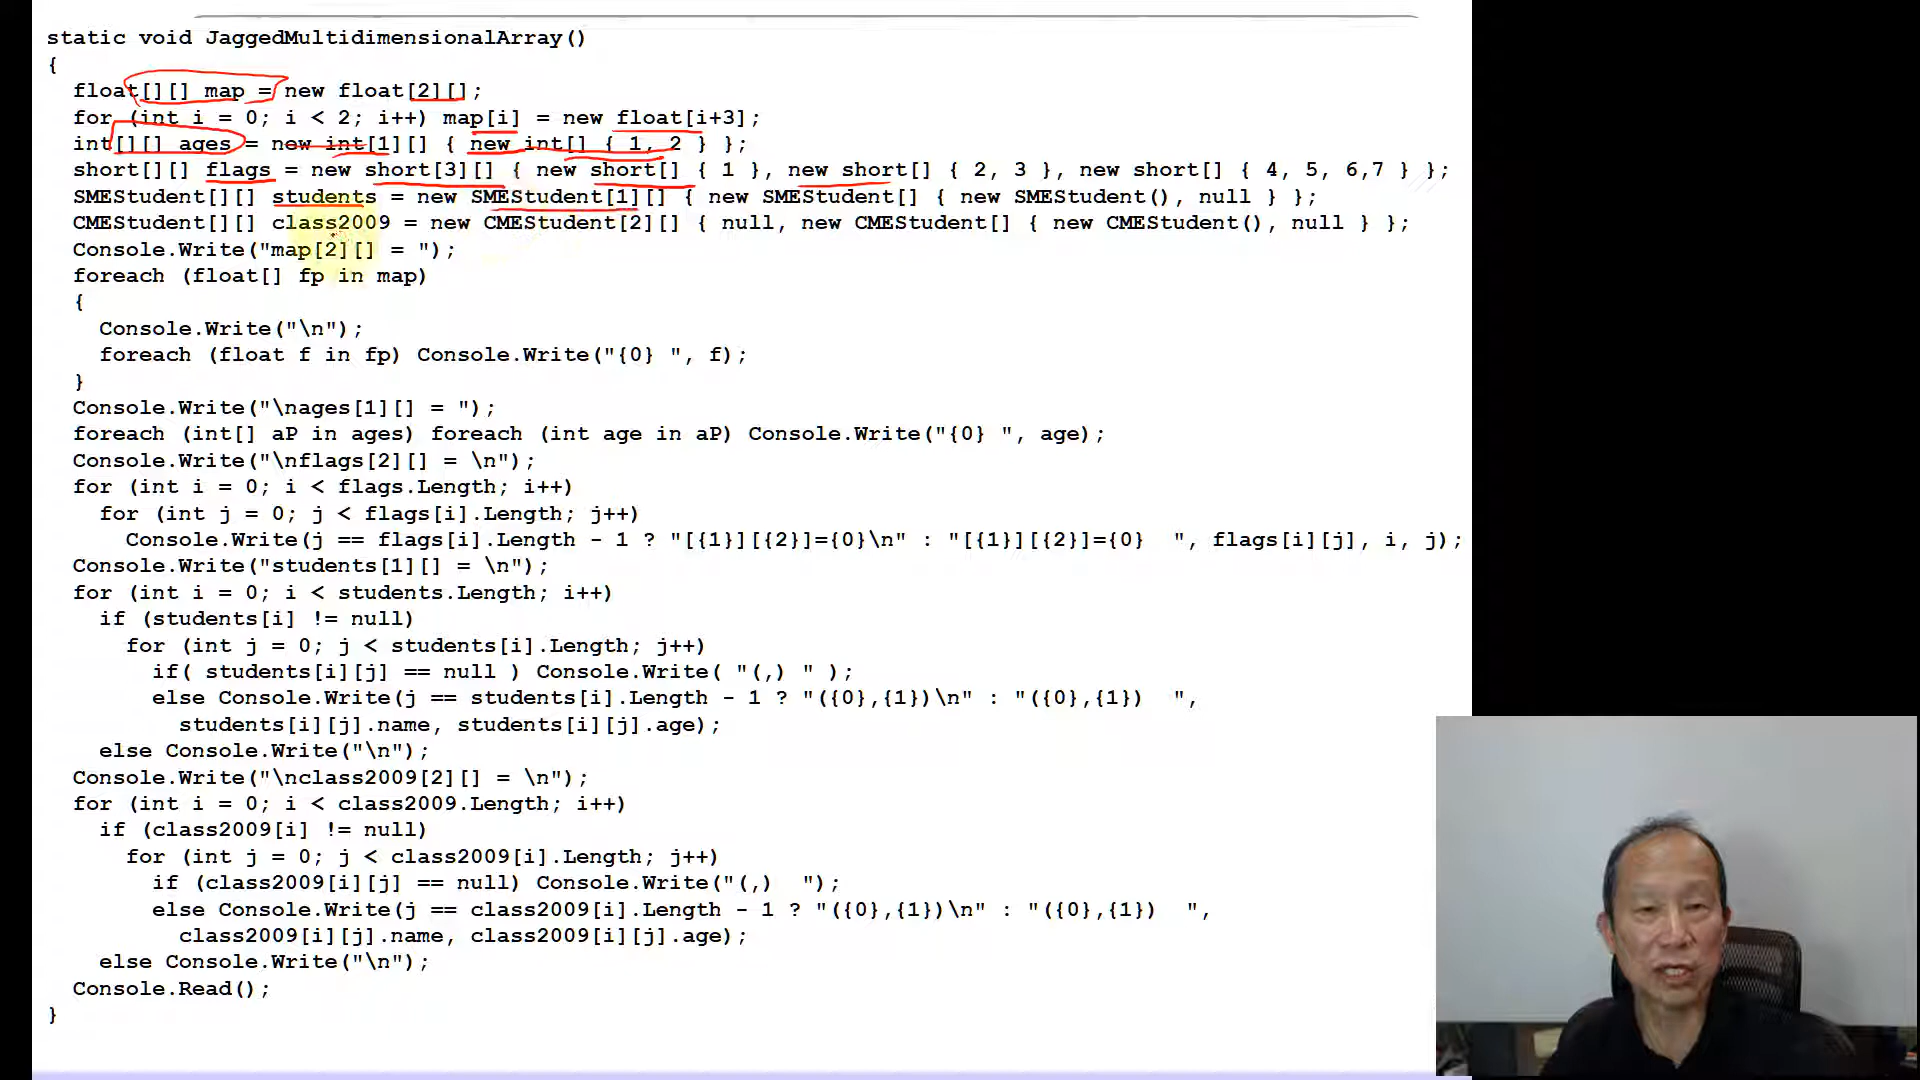 static void JaggedMultidimensionalArray()
{
float[][] map = new float[2][];
for (int i = 0; i < 2; i++) map[i] = new float[i+3];
int[][] ages = new int[1][] { new int[] { 1, 2 } };
short[][] flags = new short[3][] { new short[] { 1 }, new short[] { 2, 3 }, new short[] { 4, 5, 6,7 } };
SMEStudent[][] students = new SMEStudent[1][] { new SMEStudent[] { new SMEStudent(), null } };
CMEStudent[][] class2009 = new CMEStudent[2][] { null, new CMEStudent[] { new CMEStudent(), null } };
Console.Write("map[2][] = ");
foreach (float[] fp in map)
{
Console.Write("\n");
foreach (float f in fp) Console.Write("{0} ", f);
}
Console.Write("\nages[1][] = ");
foreach (int[] aP in ages) foreach (int age in aP) Console.Write("{0} ", age);
Console.Write("\nflags[2][] = \n");
for (int i = 0; i < flags.Length; i++)
for (int j = 0; j < flags[i].Length; j++)
Console.Write(j == flags[i].Length - 1 ? "[{1}][{2}]={0}\n" : "[{1}][{2}]={0}  ", flags[i][j], i, j);
Console.Write("students[1][] = \n");
for (int i = 0; i < students.Length; i++)
if (students[i] != null)
for (int j = 0; j < students[i].Length; j++)
if( students[i][j] == null ) Console.Write( "(,) " );
else Console.Write(j == students[i].Length - 1 ? "({0},{1})\n" : "({0},{1})  ",
students[i][j].name, students[i][j].age);
else Console.Write("\n");
Console.Write("\nclass2009[2][] = \n");
for (int i = 0; i < class2009.Length; i++)
if (class2009[i] != null)
for (int j = 0; j < class2009[i].Length; j++)
if (class2009[i][j] == null) Console.Write("(,)  ");
else Console.Write(j == class2009[i].Length - 1 ? "({0},{1})\n" : "({0},{1})  ",
class2009[i][j].name, class2009[i][j].age);
else Console.Write("\n");
Console.Read();
}